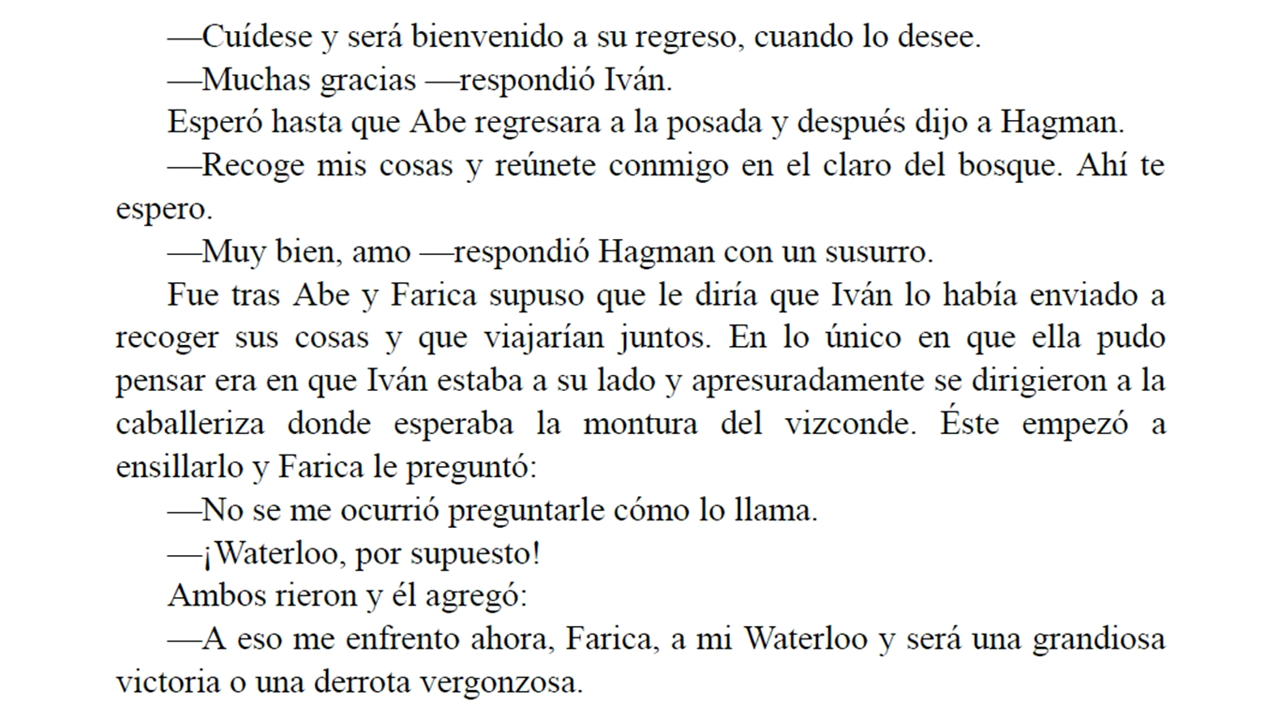 —Cuídese y será bienvenido a su regreso, cuando lo desee.
—Muchas gracias —respondió Iván.
Esperó hasta que Abe regresara a la posada y después dijo a Hagman.
—Recoge mis cosas y reúnete conmigo en el claro del bosque. Ahí te
espero.
—Muy bien, amo —respondió Hagman con un susurro.
Fue tras Abe y Farica supuso que le diría que Iván lo había enviado a
recoger sus cosas y que viajarían juntos. En lo único en que ella pudo
pensar era en que Iván estaba a su lado y apresuradamente se dirigieron a la
caballeriza donde esperaba la montura del vizconde. Éste empezó a
ensillarlo y Farica le preguntó:
—No se me ocurrió preguntarle cómo lo llama.
—¡Waterloo, por supuesto!
Ambos rieron y él agregó:
—A eso me enfrento ahora, Farica, a mi Waterloo y será una grandiosa
victoria o una derrota vergonzosa.